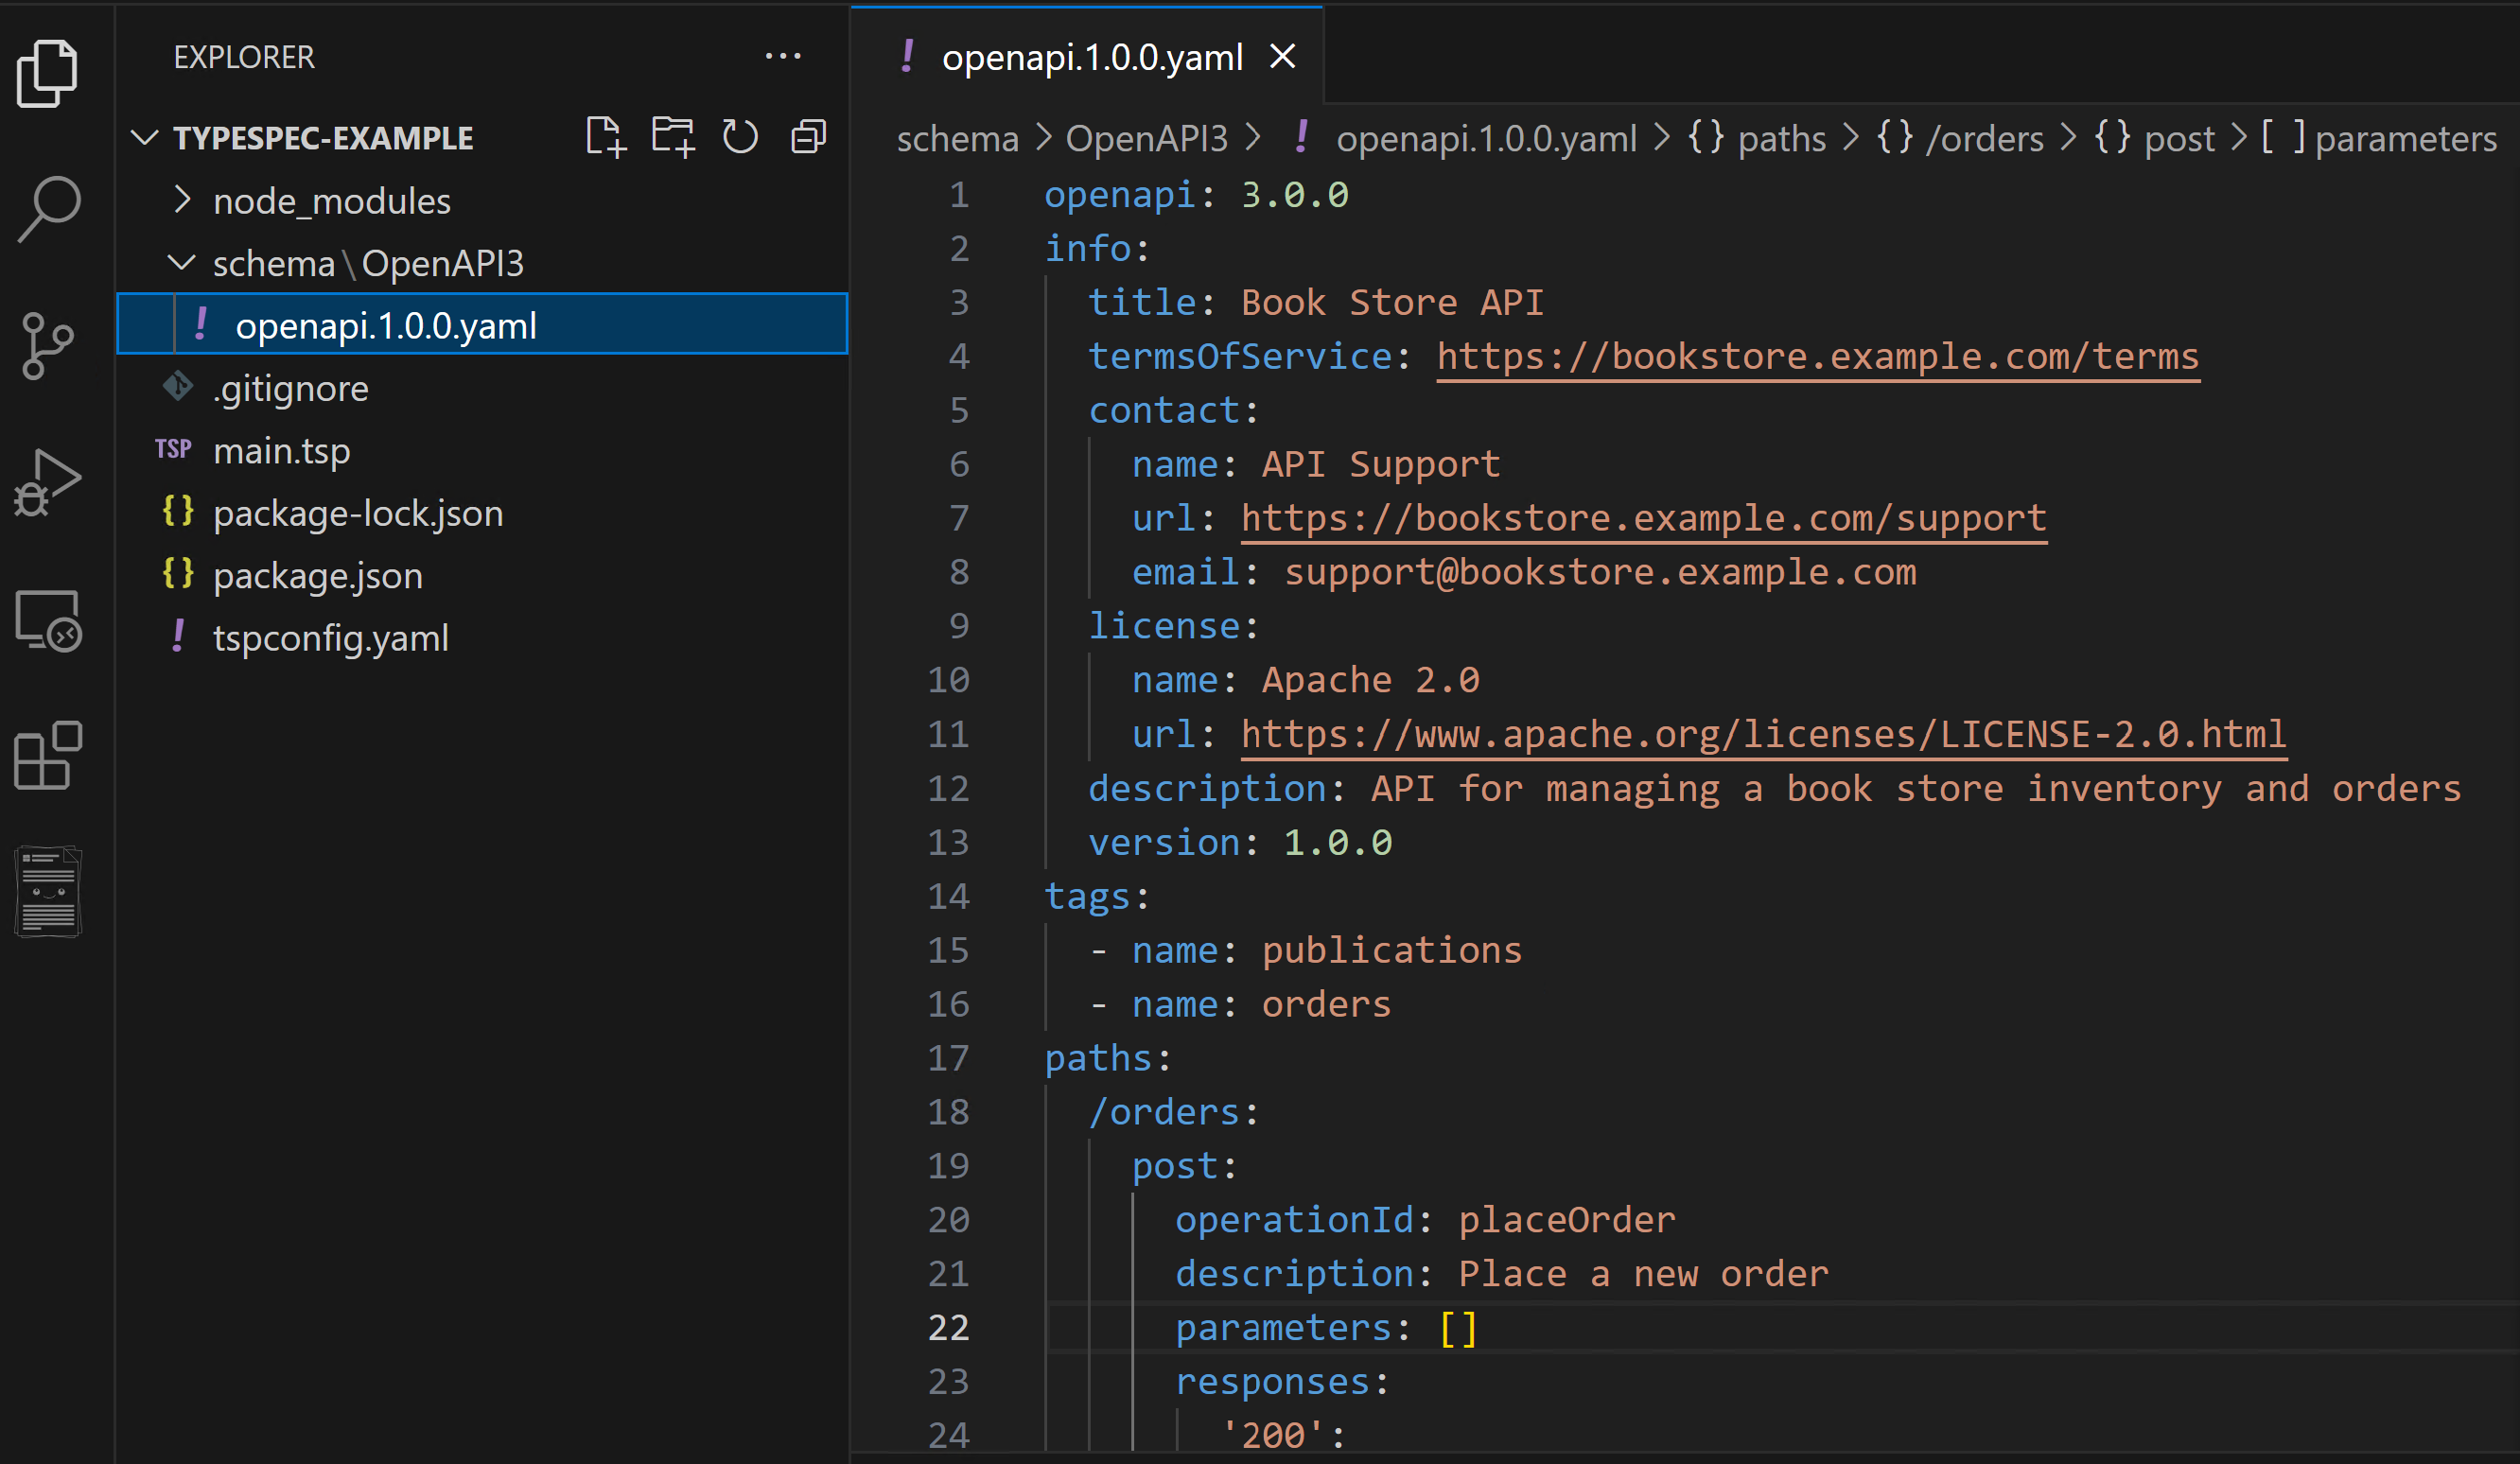 EXPLORER
TYPESPEC-EXAMPLE
node_modules
schema\OpenAPI3
openapi.1.0.0.yaml
.gitignore
TSP main.tsp
{} package-lock.json
{} package.json
! tspconfig.yaml
! openapi.1.0.0.yaml
schema > OpenAPI3 > ! openapi.1.0.0.yaml > {} paths > {} /orders > {} post > [ ] parameters
1 openapi: 3.0.0
2 info:
3 title: Book Store API
4 termsOfService: https://bookstore.example.com/terms
5 contact:
6 name: API Support
7 url: https://bookstore.example.com/support
8 email: support@bookstore.example.com
9 license:
10 name: Apache 2.0
11 url: https://www.apache.org/licenses/LICENSE-2.0.html
12 description: API for managing a book store inventory and orders
13 version: 1.0.0
14 tags:
15 - name: publications
16 - name: orders
17 paths:
18 /orders:
19 post:
20 operationId: placeOrder
21 description: Place a new order
22 parameters: []
23 responses:
24 '200':